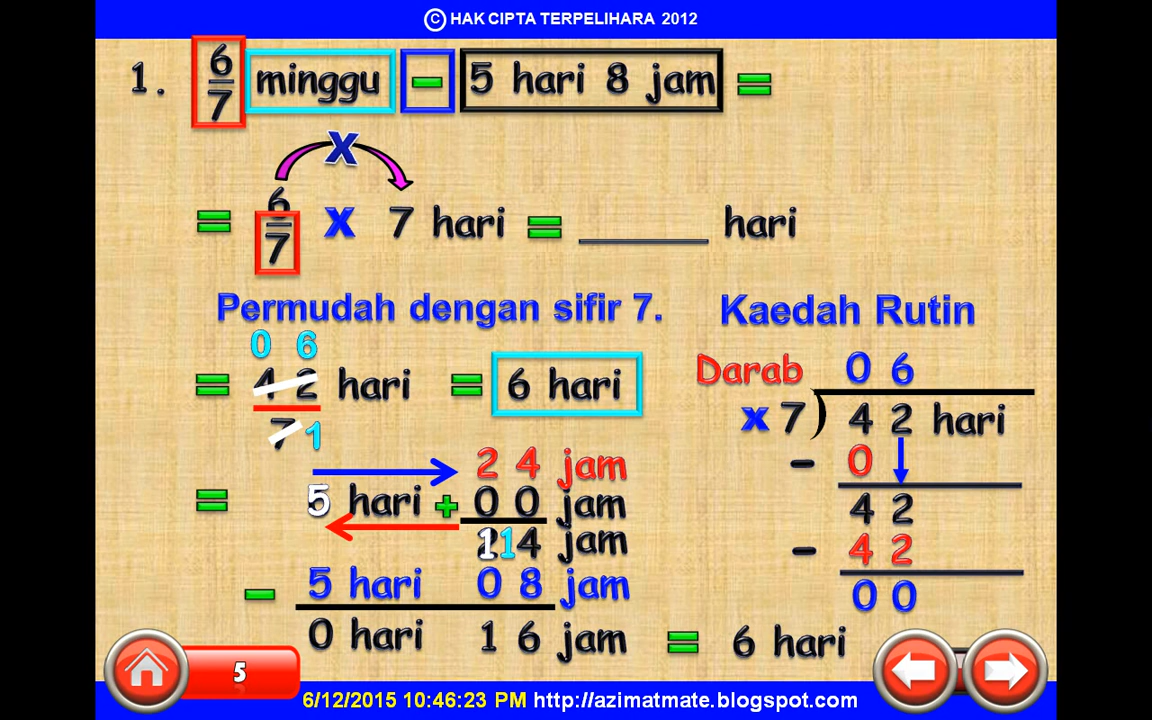 © HAK CIPTA TERPELIHARA 2012
1. 6/7 minggu - 5 hari 8 jam =
x
= 6/7 x 7 hari = ______ hari
Permudah dengan sifir 7.
Kaedah Rutin
0 6
= 42/7 hari = 6 hari
1
Darab 0 6
x 7 ) 4 2 hari
- 0
4 2
- 4 2
0 0
2 4 jam
= 5 hari + 0 0 jam
1 4 jam
- 5 hari 0 8 jam
0 hari 1 6 jam = 6 hari
5
6/12/2015 10:46:23 PM http://azimatmate.blogspot.com